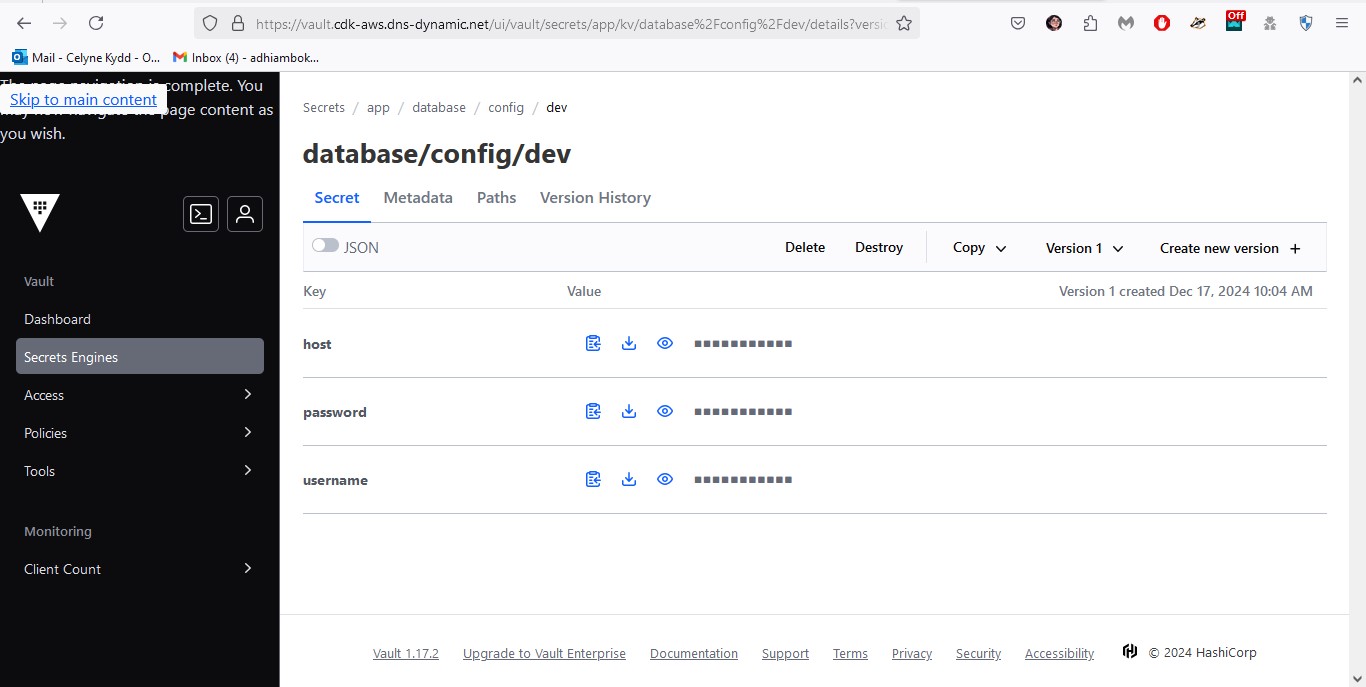 https://vault.cdk-aws.dns-dynamic.net/ui/vault/secrets/app/kv/database%2Fconfig%2Fdev/details?versi
Off
Mail - Celyne Kydd - O... Inbox (4) - adhiambok...
The page navigation is complete. You
Skip to main content
may now navigate the page content as
you wish.
Vault
Dashboard
Secrets Engines
Access
Policies
Tools
Monitoring
Client Count
Secrets / app / database / config / dev
database/config/dev
Secret Metadata Paths Version History
JSON Delete Destroy Copy Version 1 Create new version +
Key Value Version 1 created Dec 17, 2024 10:04 AM
host
password
username
Vault 1.17.2 Upgrade to Vault Enterprise Documentation Support Terms Privacy Security Accessibility © 2024 HashiCorp